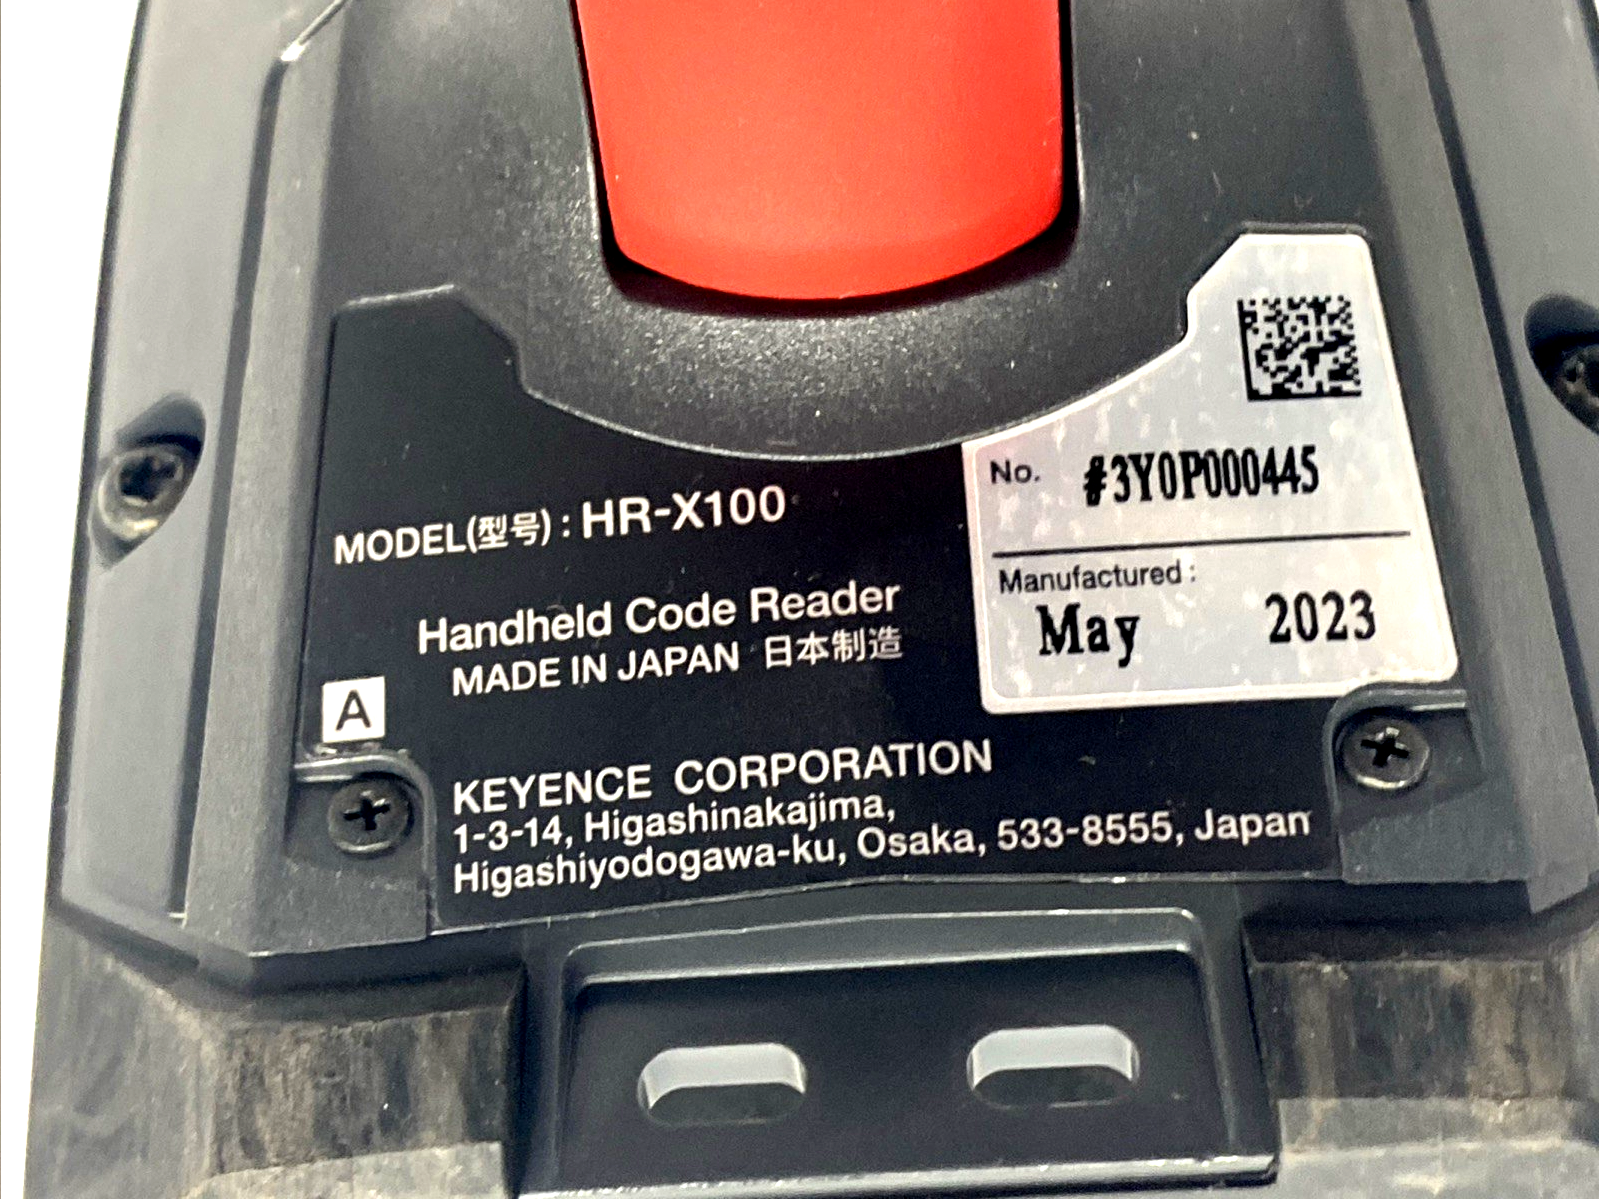 No. #3Y0P000445
MODEL(型号) : HR-X100
Manufactured :
May 2023
Handheld Code Reader
MADE IN JAPAN 日本制造
A
KEYENCE CORPORATION
1-3-14, Higashinakajima,
Higashiyodogawa-ku, Osaka, 533-8555, Japan